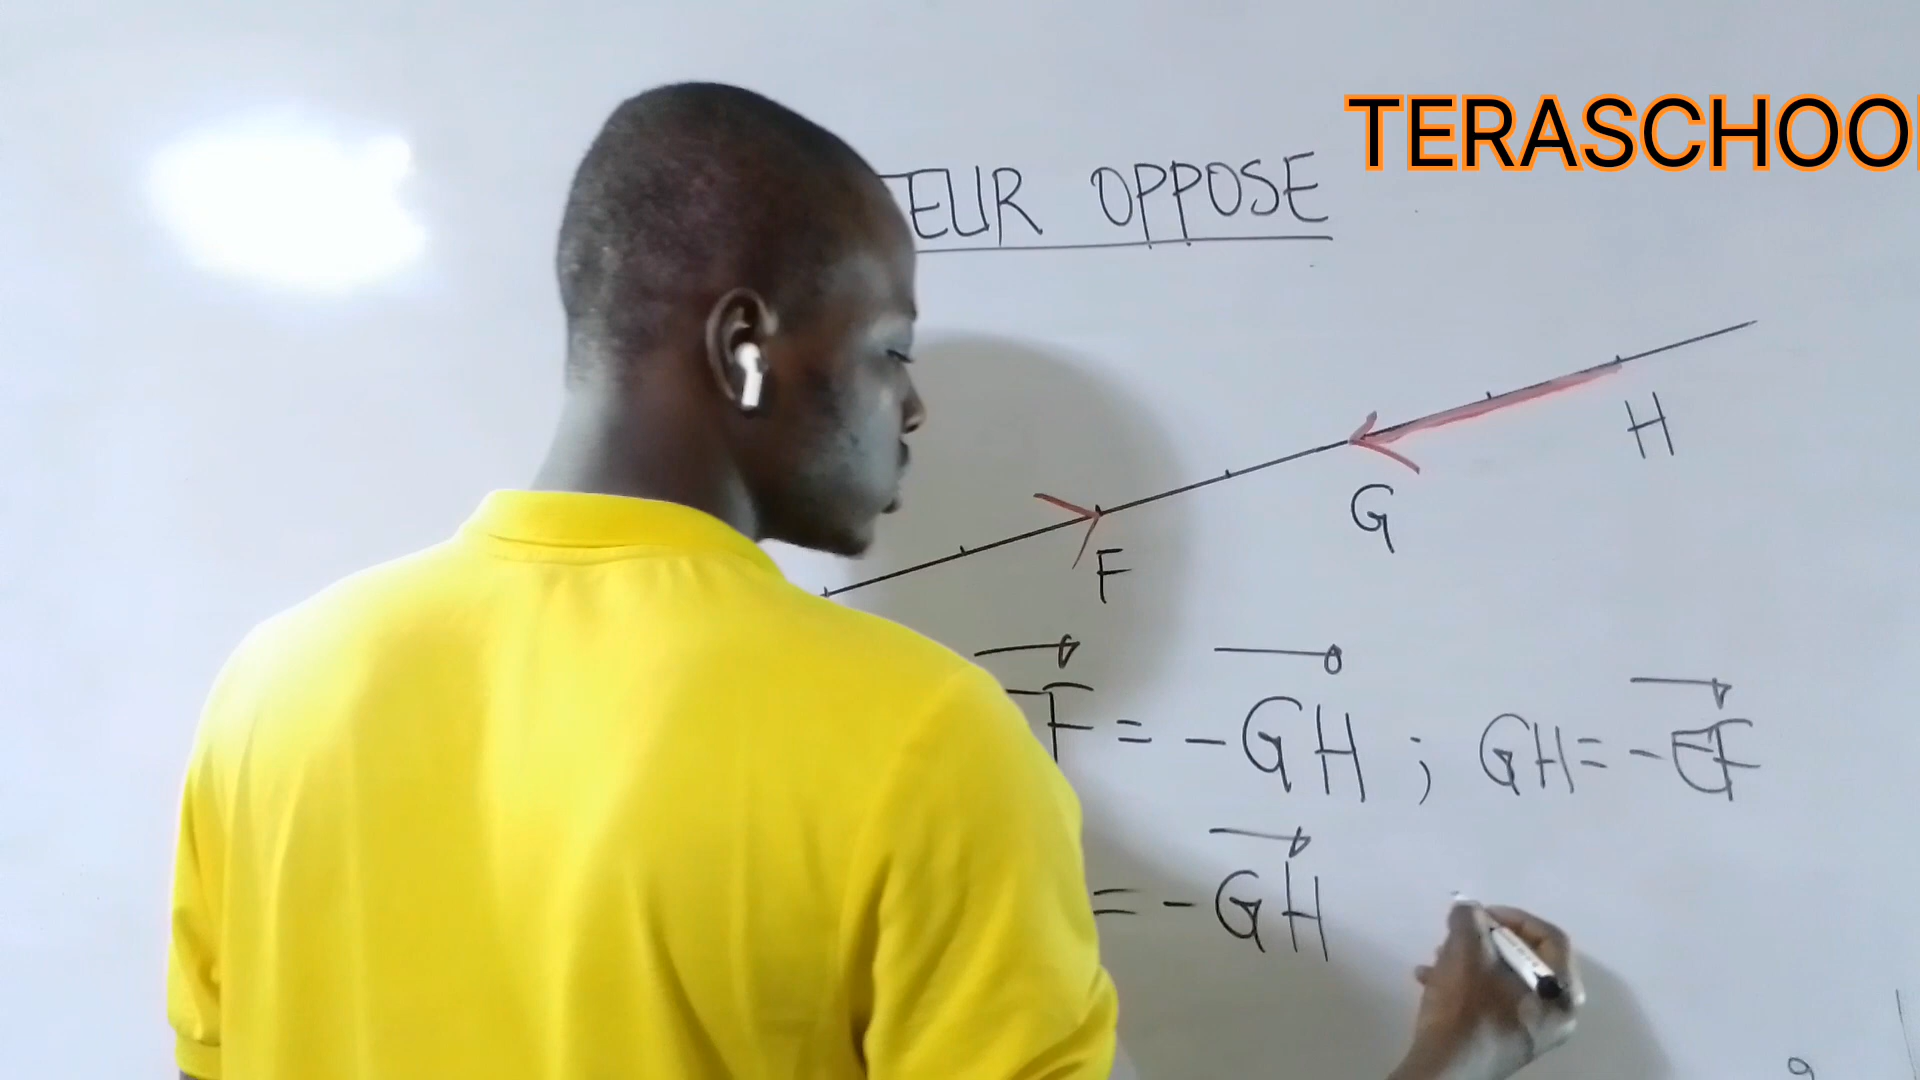 TERASCHOO
TEUR OPPOSE
H
G
F
F = -GH ; GH = -EF
= -GH